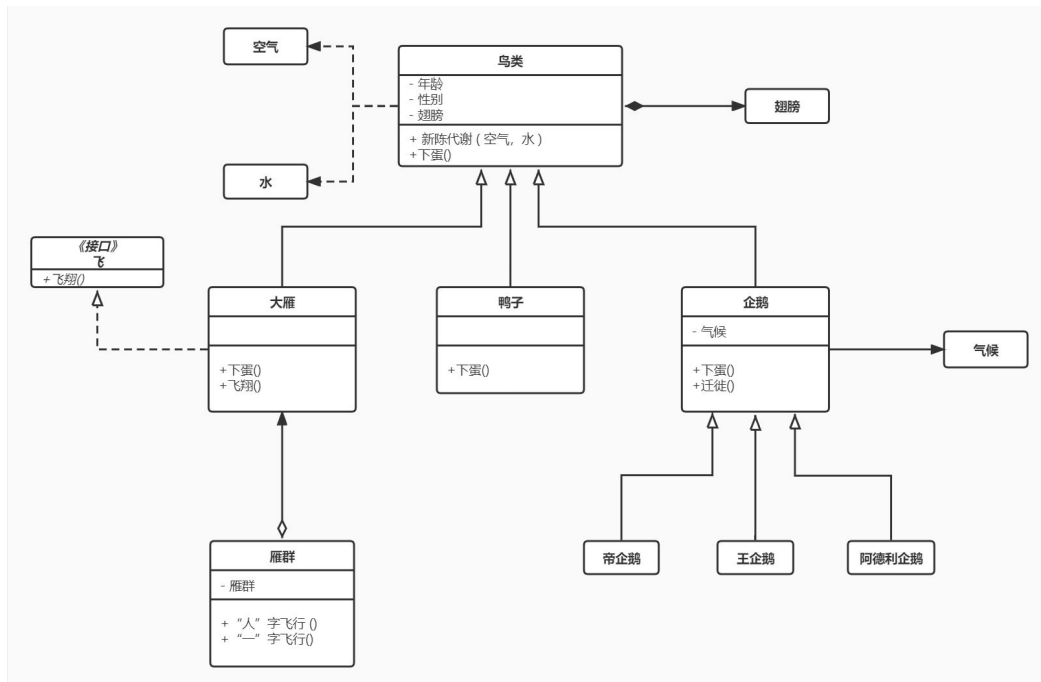 空气
鸟类
- 年龄
- 性别
- 翅膀
+ 新陈代谢 ( 空气，水 )
+下蛋()
翅膀
水
《接口》
飞
+飞翔()
大雁
+下蛋()
+飞翔()
鸭子
+下蛋()
企鹅
- 气候
+下蛋()
+迁徙()
气候
雁群
- 雁群
+ “人” 字飞行 ()
+ “一” 字飞行()
帝企鹅
王企鹅
阿德利企鹅